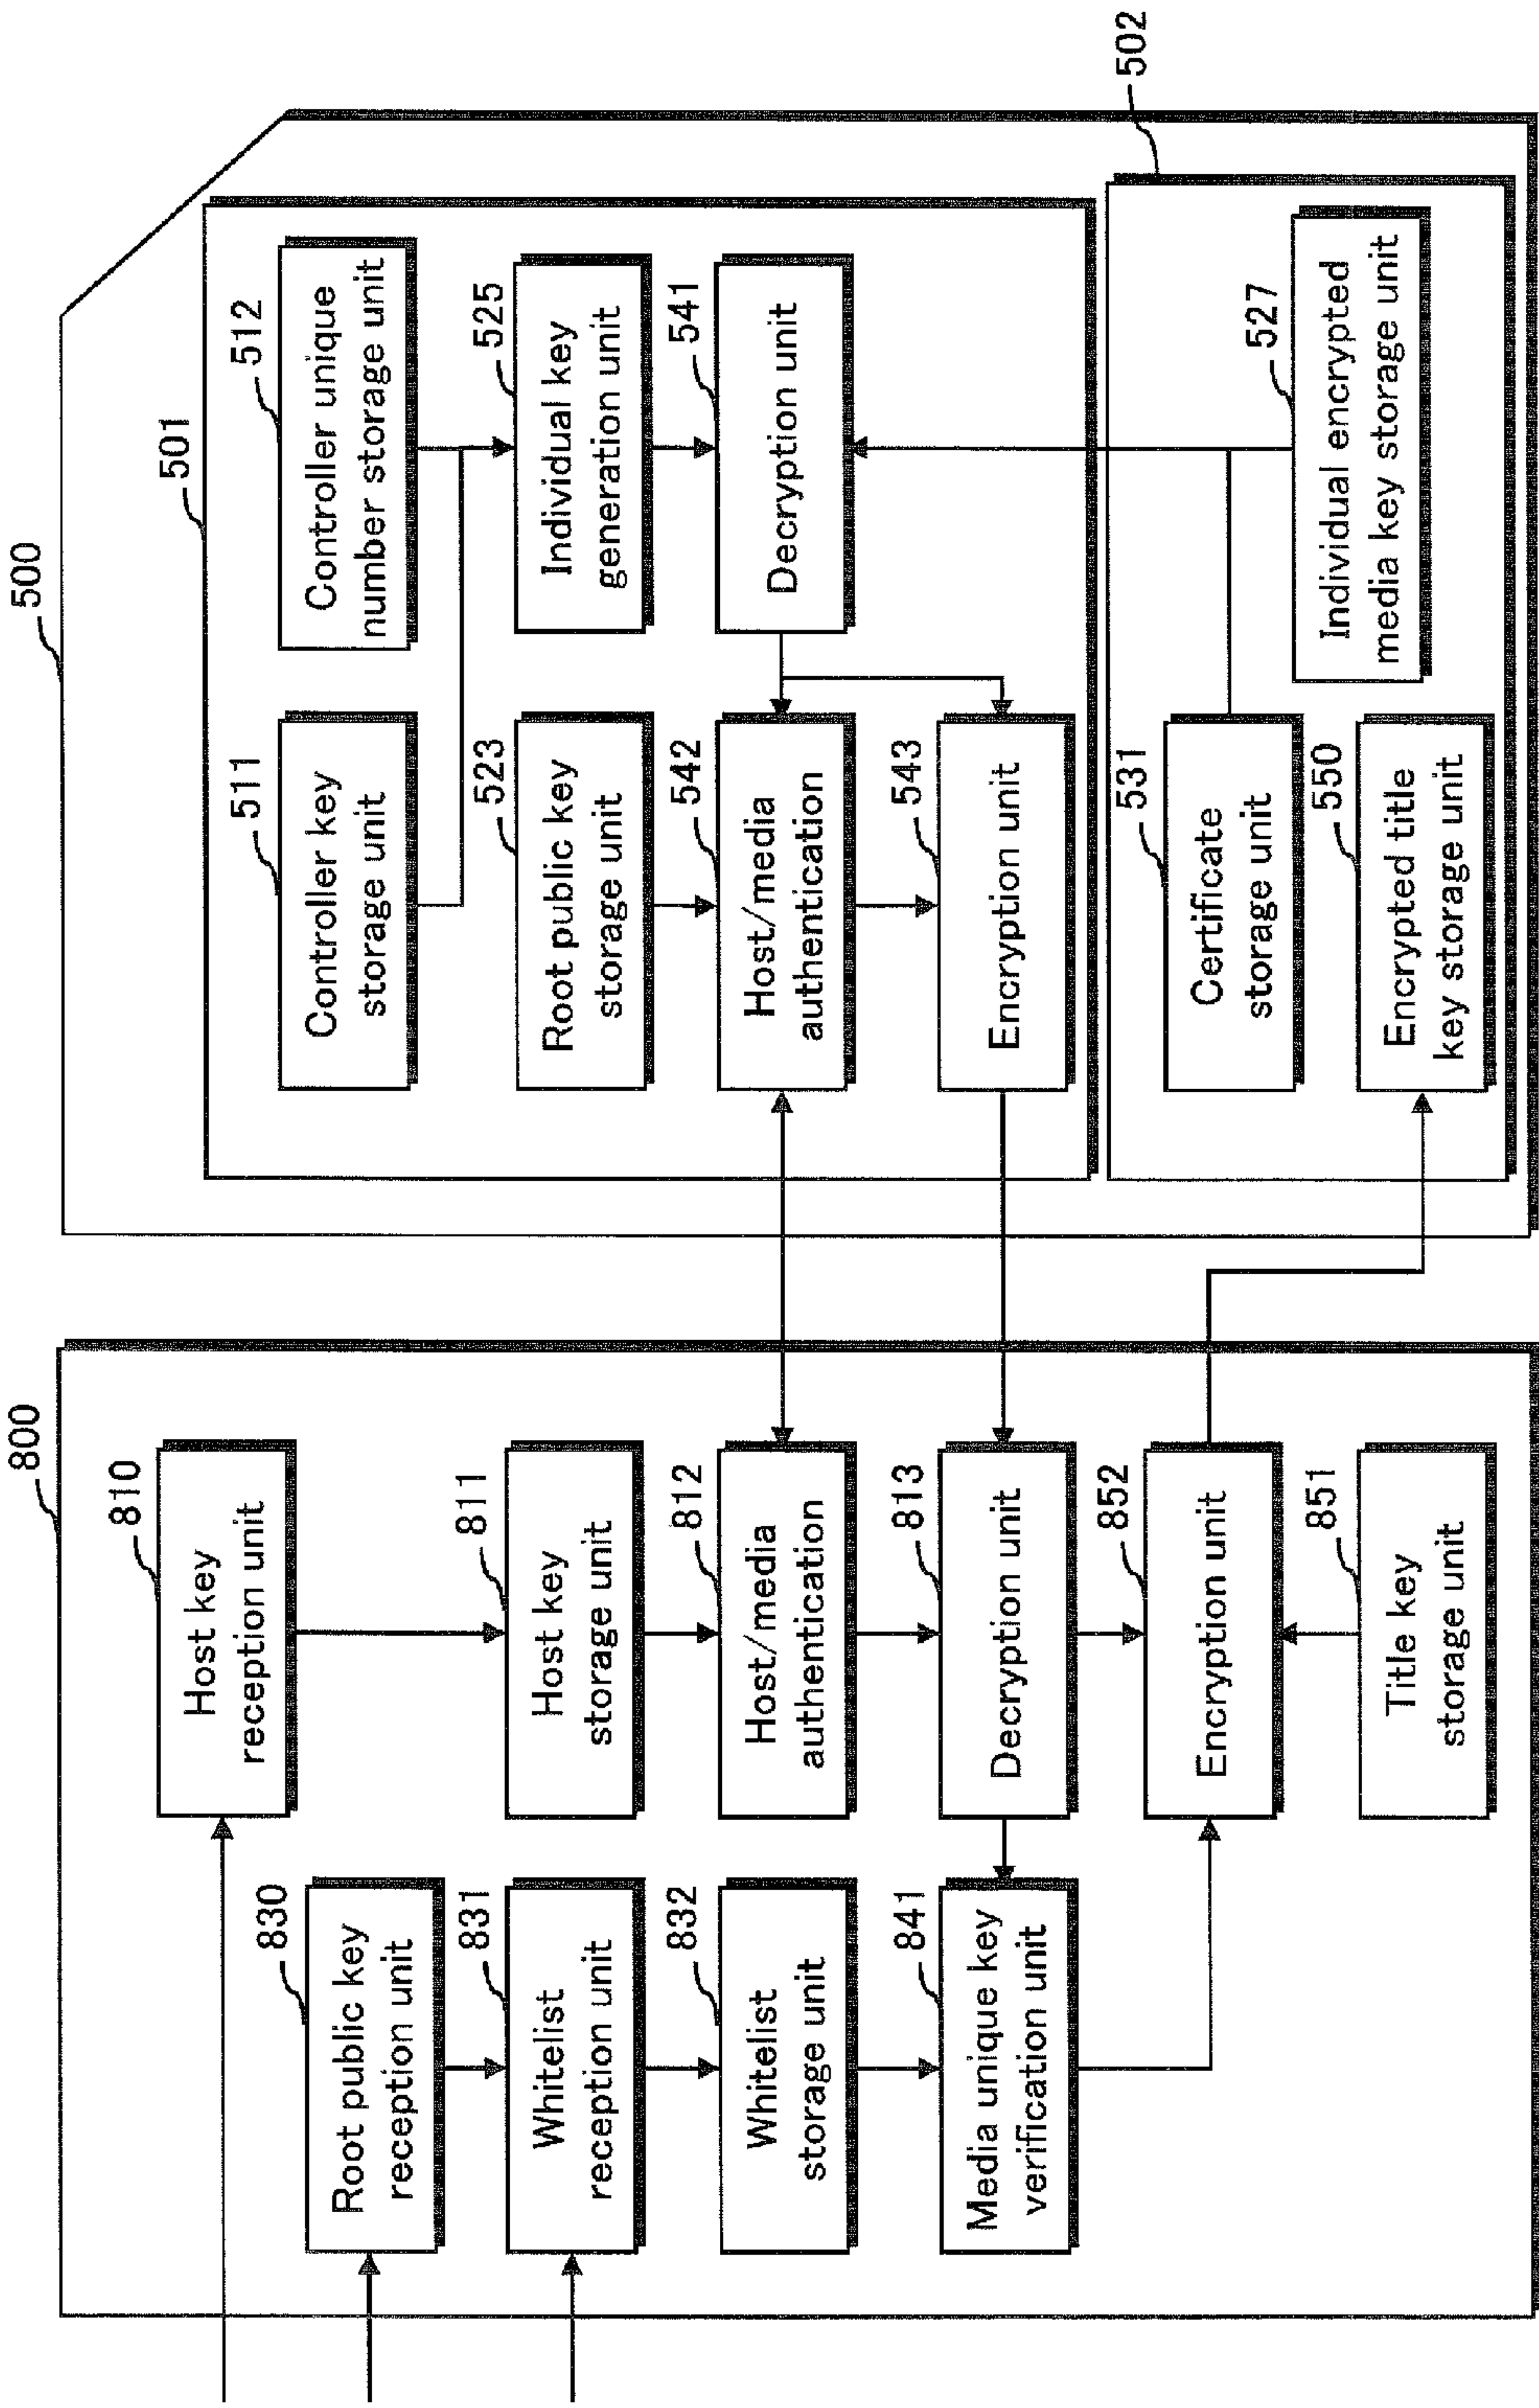 800
810
Host key
reception unit
830
Root public key
reception unit
811
Host key
storage unit
831
Whitelist
reception unit
812
Host/media
authentication
832
Whitelist
storage unit
813
Decryption unit
841
Media unique key
verification unit
852
Encryption unit
851
Title key
storage unit
500
501
511
Controller key
storage unit
512
Controller unique
number storage unit
523
Root public key
storage unit
525
Individual key
generation unit
542
Host/media
authentication
541
Decryption unit
543
Encryption unit
502
531
Certificate
storage unit
527
Individual encrypted
media key storage unit
550
Encrypted title
key storage unit